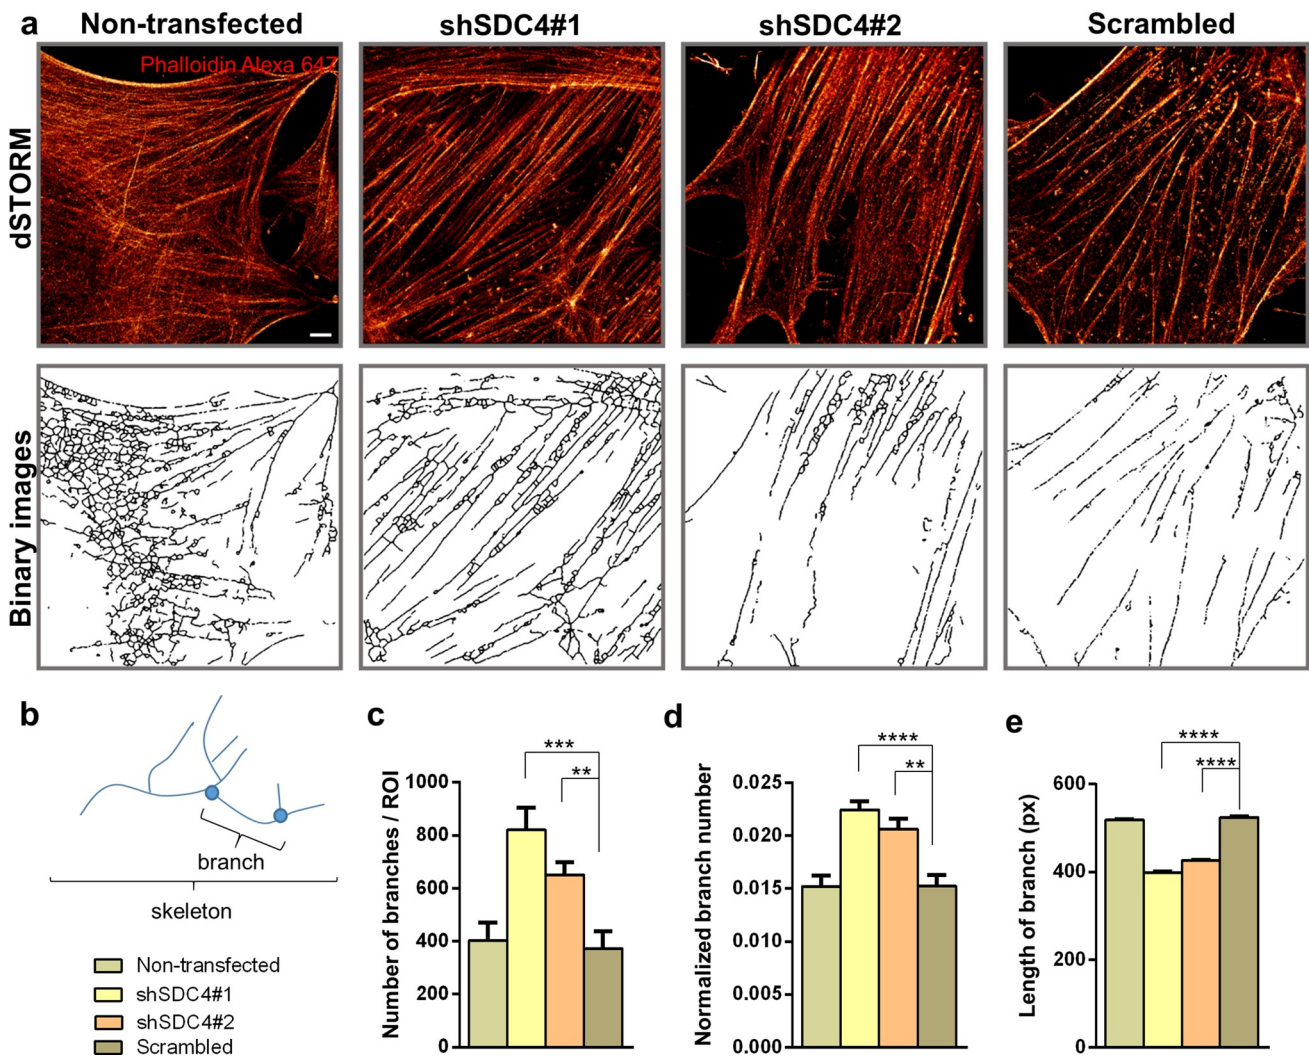 a
Non-transfected
shSDC4#1
shSDC4#2
Scrambled
Phalloidin Alexa 647
dSTORM
Binary images
b
branch
skeleton
Non-transfected
shSDC4#1
shSDC4#2
Scrambled
c
Number of branches / ROI
1000
800
600
400
200
0
***
**
d
Normalized branch number
0.025
0.020
0.015
0.010
0.005
0.000
****
**
e
Length of branch (px)
600
400
200
0
****
****